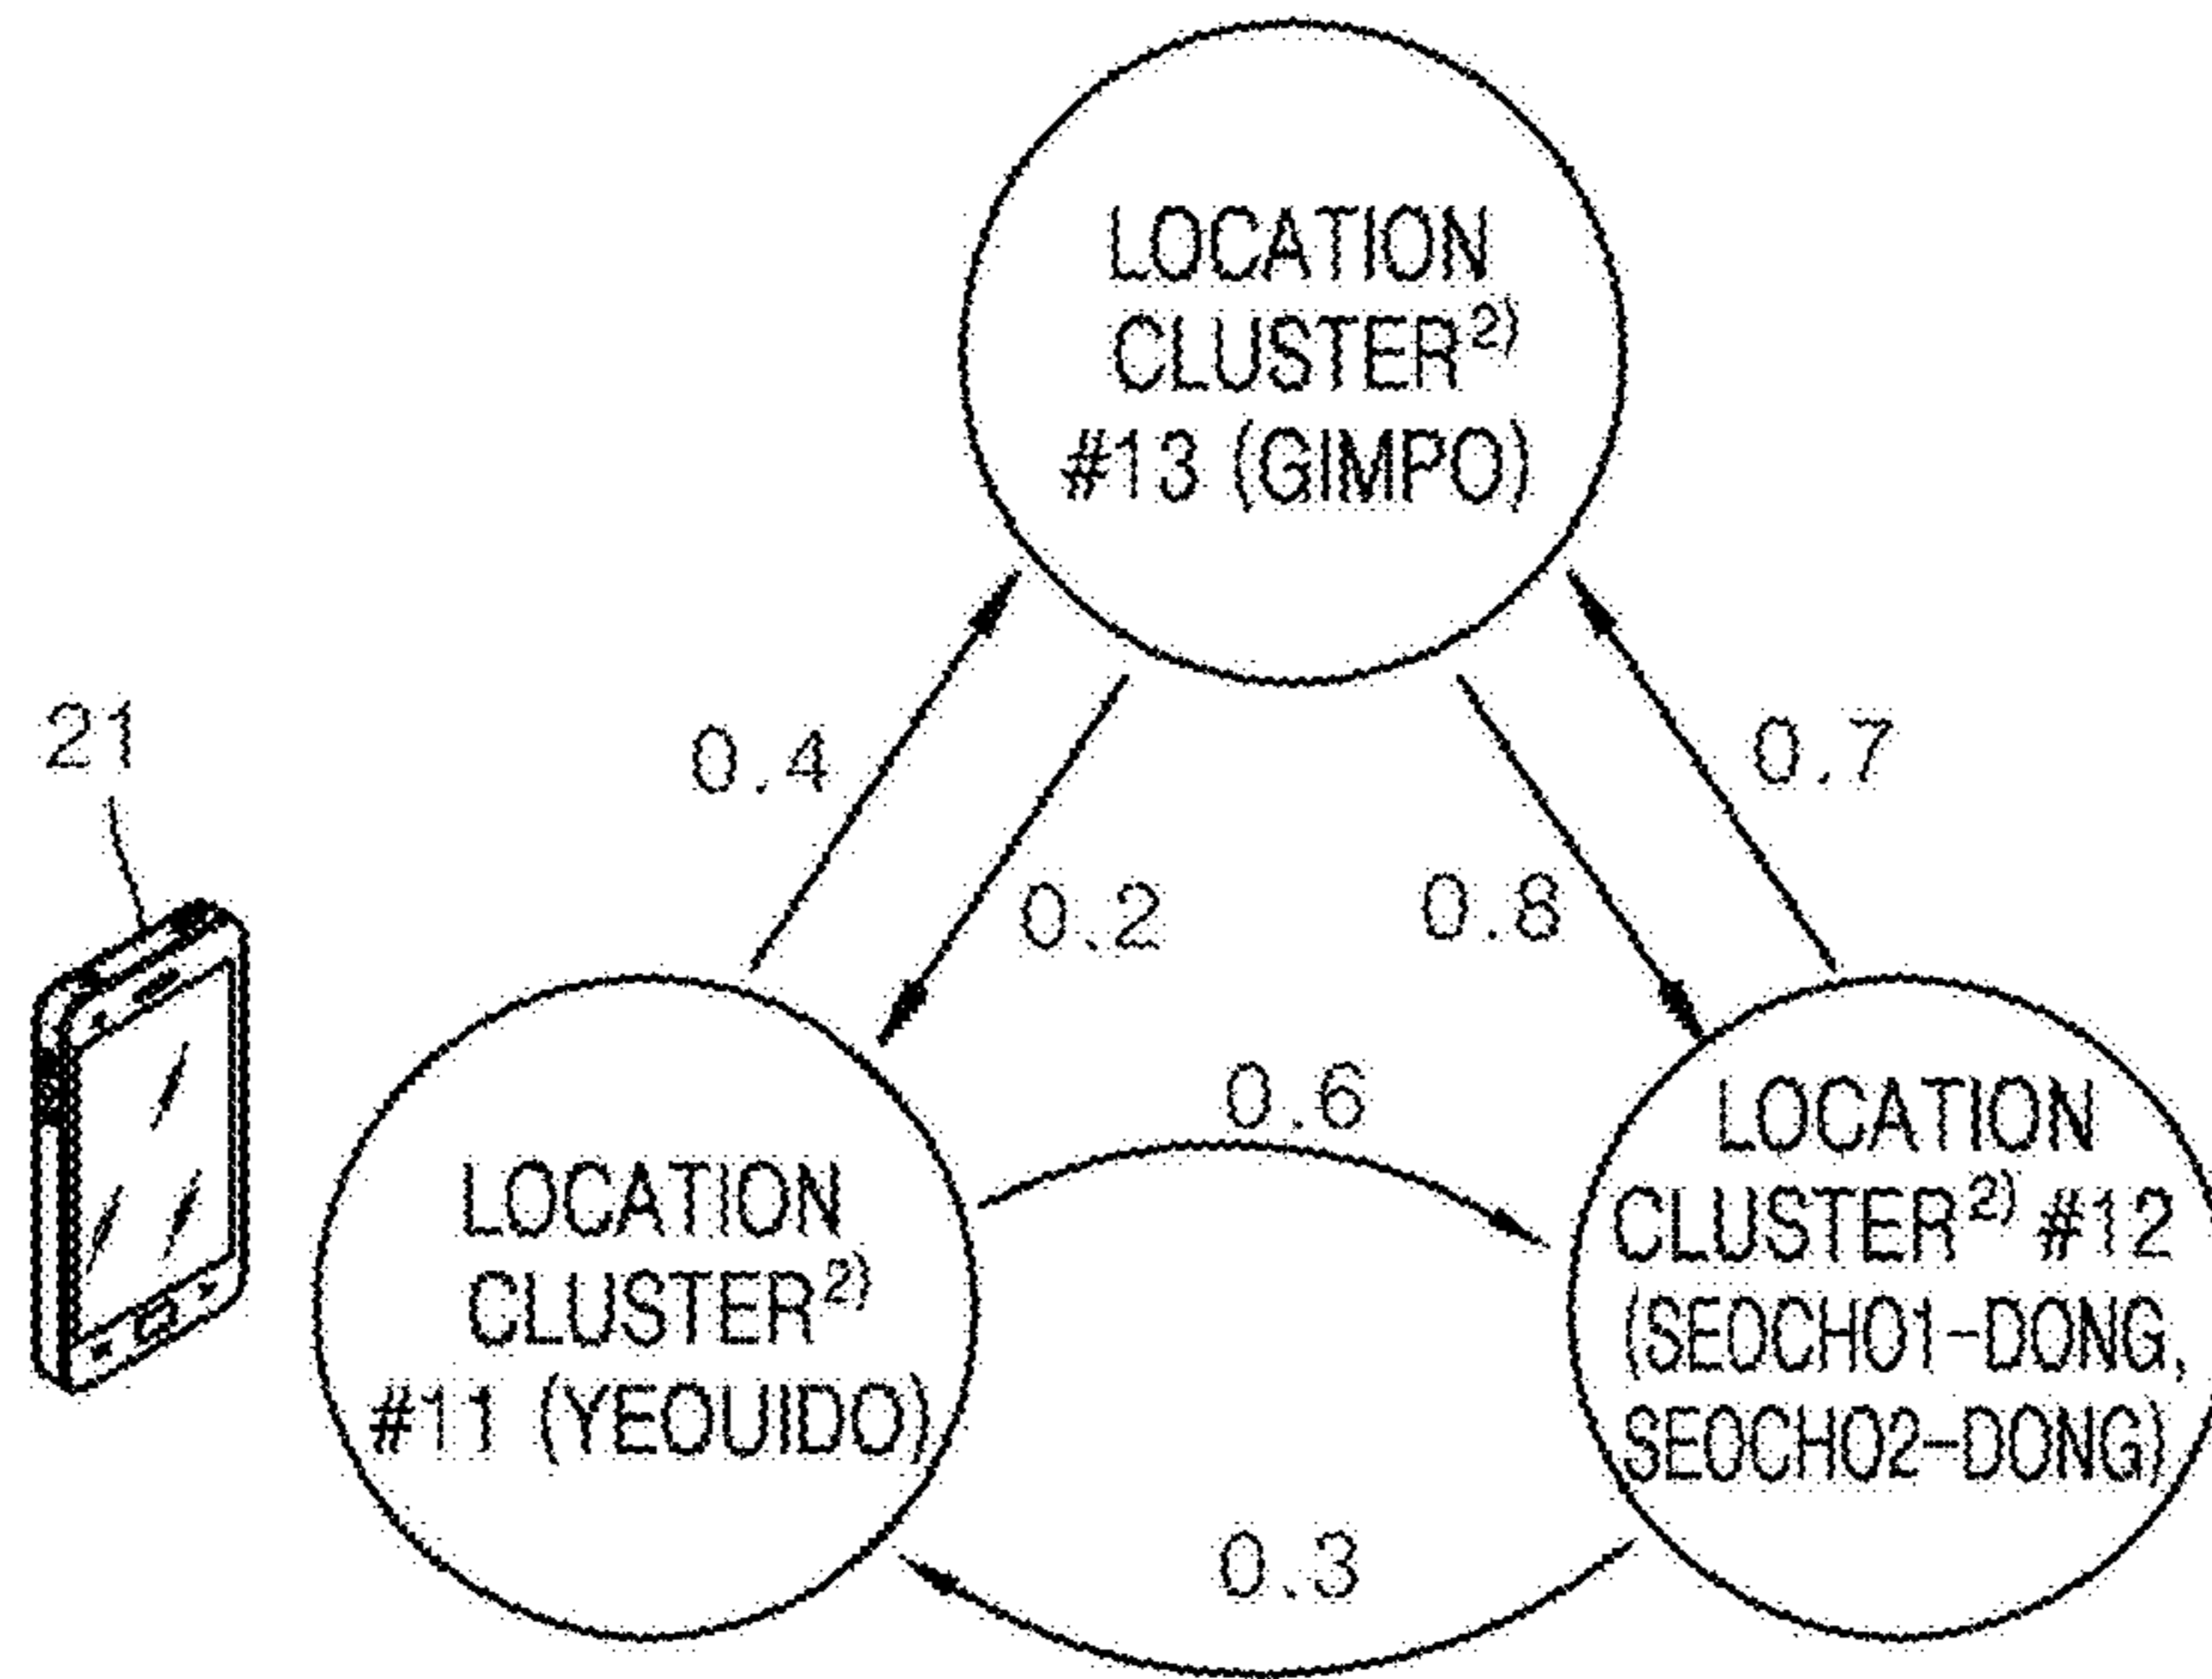 LOCATION
CLUSTER2)
#13 (GIMPO)
21
0.4
0.2
0.8
0.7
0.6
LOCATION
CLUSTER2)
#11 (YEOUIDO)
LOCATION
CLUSTER2) #12
(SEOCHO1-DONG,
SEOCHO2-DONG)
0.3